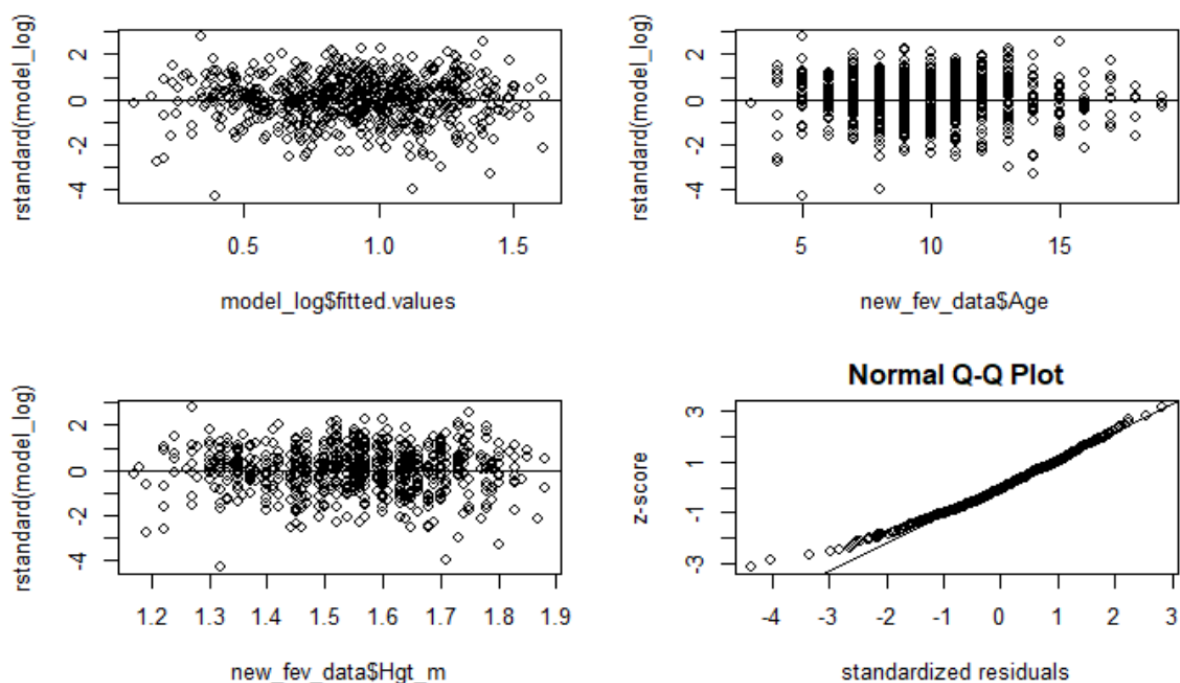 rstandard(model_log)
2
0
-2
-4
0.5
1.0
1.5
model_log$fitted.values
rstandard(model_log)
2
0
-2
-4
5
10
15
new_fev_data$Age
rstandard(model_log)
2
0
-2
-4
1.2 1.3 1.4 1.5 1.6 1.7 1.8 1.9
new_fev_data$Hgt_m
Normal Q-Q Plot
z-score
3
1
-1
-3
-4 -3 -2 -1 0 1 2 3
standardized residuals